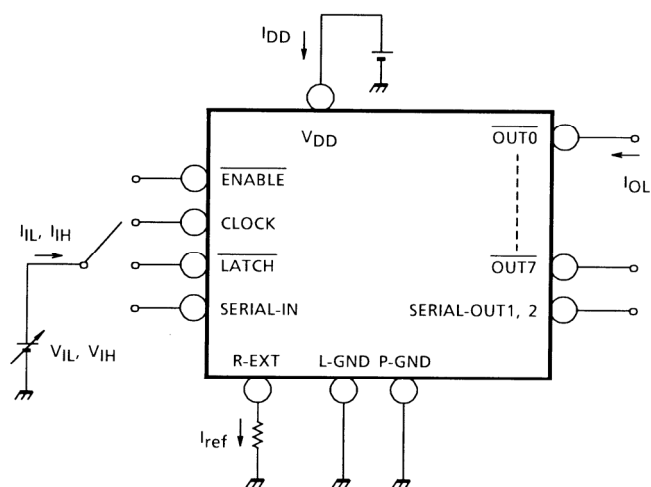 IDD
VDD
OUT0
ENABLE
IOL
CLOCK
IIL, IIH
LATCH
OUT7
SERIAL-IN
SERIAL-OUT1, 2
VIL, VIH
R-EXT L-GND P-GND
Iref